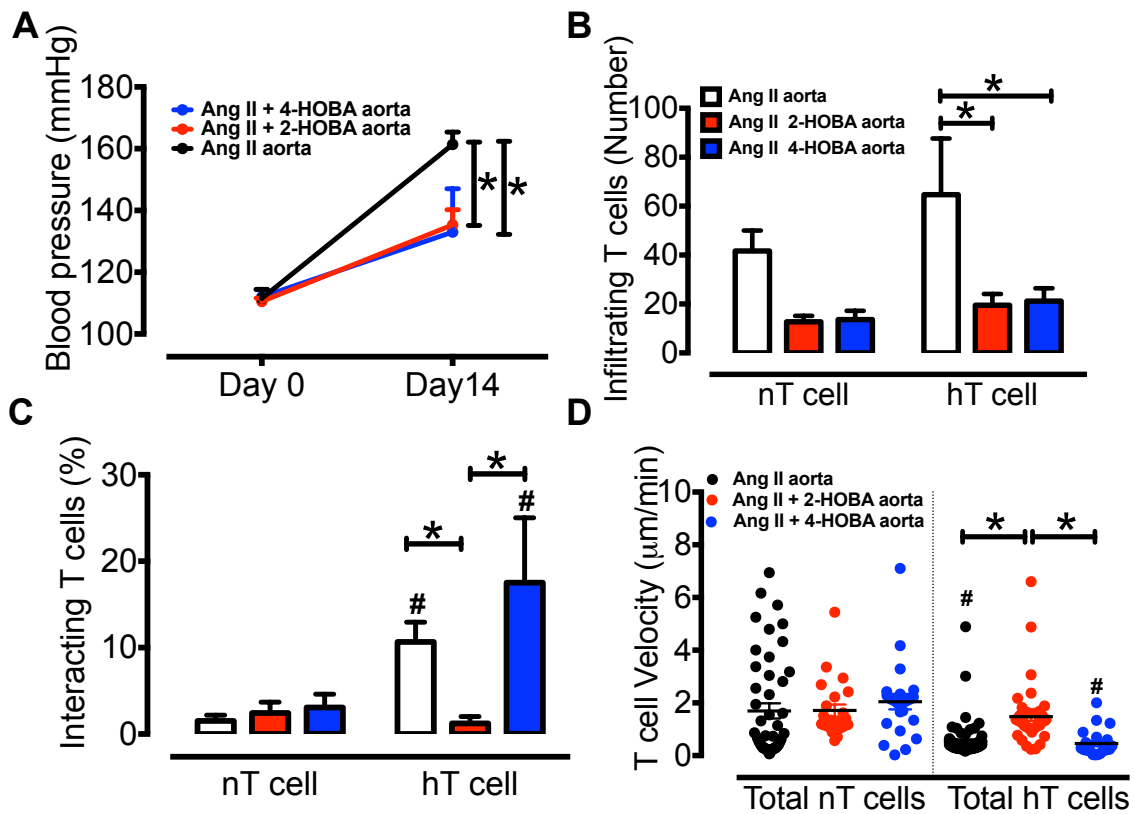 A
Blood pressure (mmHg)
180
160
140
120
100
Ang II + 4-HOBA aorta
Ang II + 2-HOBA aorta
Ang II aorta
*
*
Day 0
Day14
B
Infiltrating T cells (Number)
100
80
60
40
20
0
Ang II aorta
Ang II 2-HOBA aorta
Ang II 4-HOBA aorta
*
*
nT cell
hT cell
C
Interacting T cells (%)
30
20
10
0
*
*
#
#
nT cell
hT cell
D
T cell Velocity (μm/min)
10
8
6
4
2
0
Ang II aorta
Ang II + 2-HOBA aorta
Ang II + 4-HOBA aorta
*
*
#
#
Total nT cells
Total hT cells